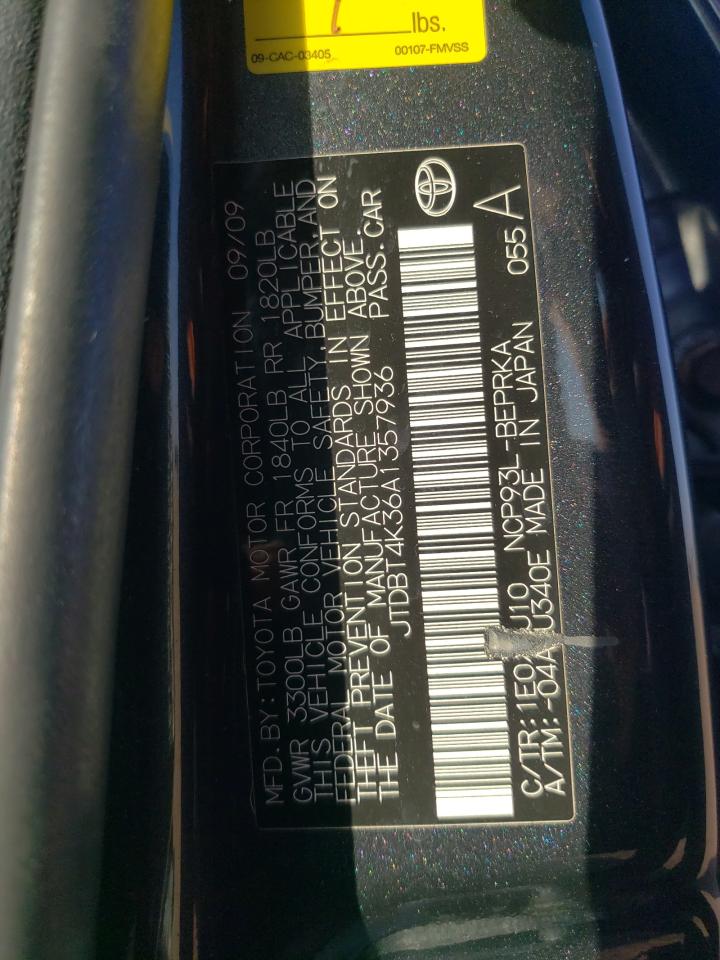 lbs.
09-CAC-03405 00107-FMVSS
MFD.BY:TOYOTA MOTOR CORPORATION 09/09
GVWR 3300LB GAWR FR 1840LB RR 1820LB
THIS VEHICLE CONFORMS TO ALL APPLICABLE
FEDERAL MOTOR VEHICLE SAFETY, BUMPER,AND
THEFT PREVENTION STANDARDS IN EFFECT ON
THE DATE OF MANUFACTURE SHOWN ABOVE.
JTDBT4K36A1357936 PASS.CAR
C/TR: U10 NCP93L-BEPRKA 055 A
A/TM:-04A U340E MADE IN JAPAN